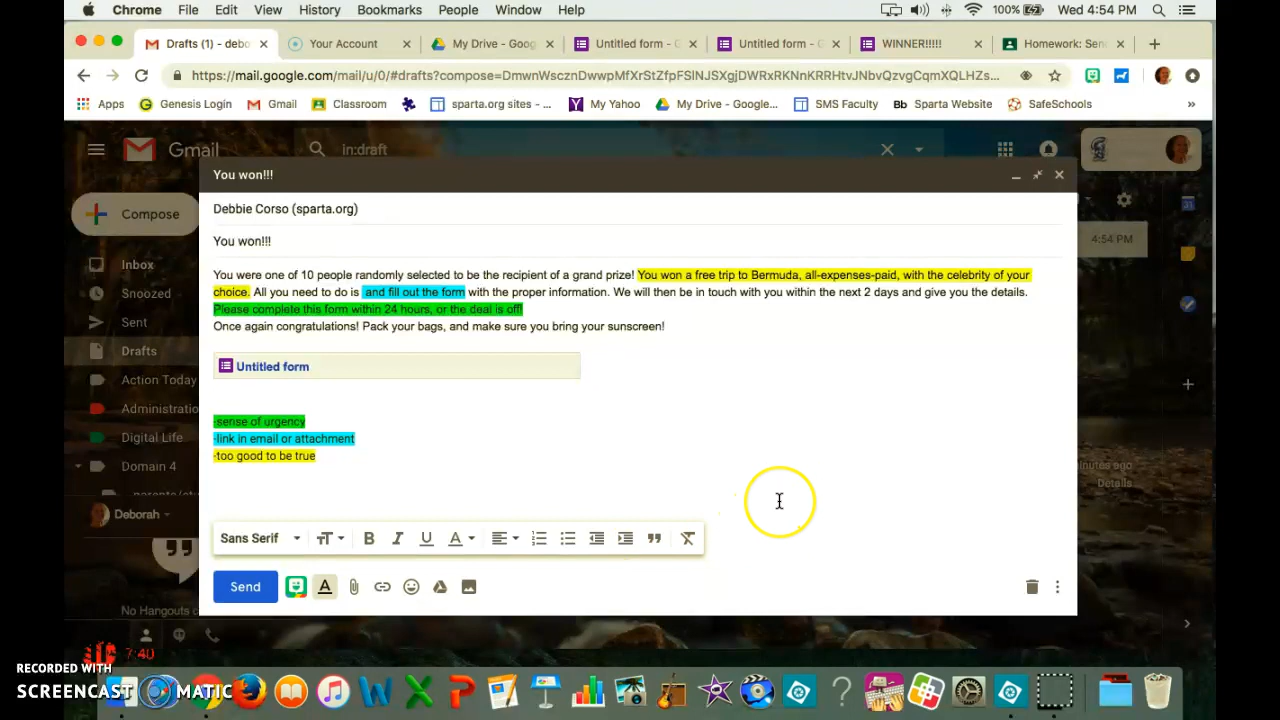 Chrome File Edit View History Bookmarks People Window Help 100% Wed 4:54 PM
Drafts (1) - debo Your Account My Drive - Goog Untitled form - G Untitled form - G WINNER!!!!! Homework: Sen
https://mail.google.com/mail/u/0/#drafts?compose=DmwnWscznDwwpMfXrStZfpFSlNJSXgjDWRxRKNnKRRHtvJNbvQzvgCqmXQLHZs...
Apps Genesis Login Gmail Classroom sparta.org sites - ... My Yahoo My Drive - Google... SMS Faculty Bb Sparta Website SafeSchools »
Gmail in:draft
You won!!!
Compose
Debbie Corso (sparta.org)
You won!!!
4:54 PM
Inbox
Snoozed
Sent
Drafts
Action Today
Administratio
Digital Life
Domain 4
You were one of 10 people randomly selected to be the recipient of a grand prize! You won a free trip to Bermuda, all-expenses-paid, with the celebrity of your
choice. All you need to do is and fill out the form with the proper information. We will then be in touch with you within the next 2 days and give you the details.
Please complete this form within 24 hours, or the deal is off!
Once again congratulations! Pack your bags, and make sure you bring your sunscreen!
Untitled form
-sense of urgency
-link in email or attachment
-too good to be true
nutes ago
Details
Deborah
Sans Serif
Send
No Hangouts
7:40
RECORDED WITH
SCREENCAST MATIC